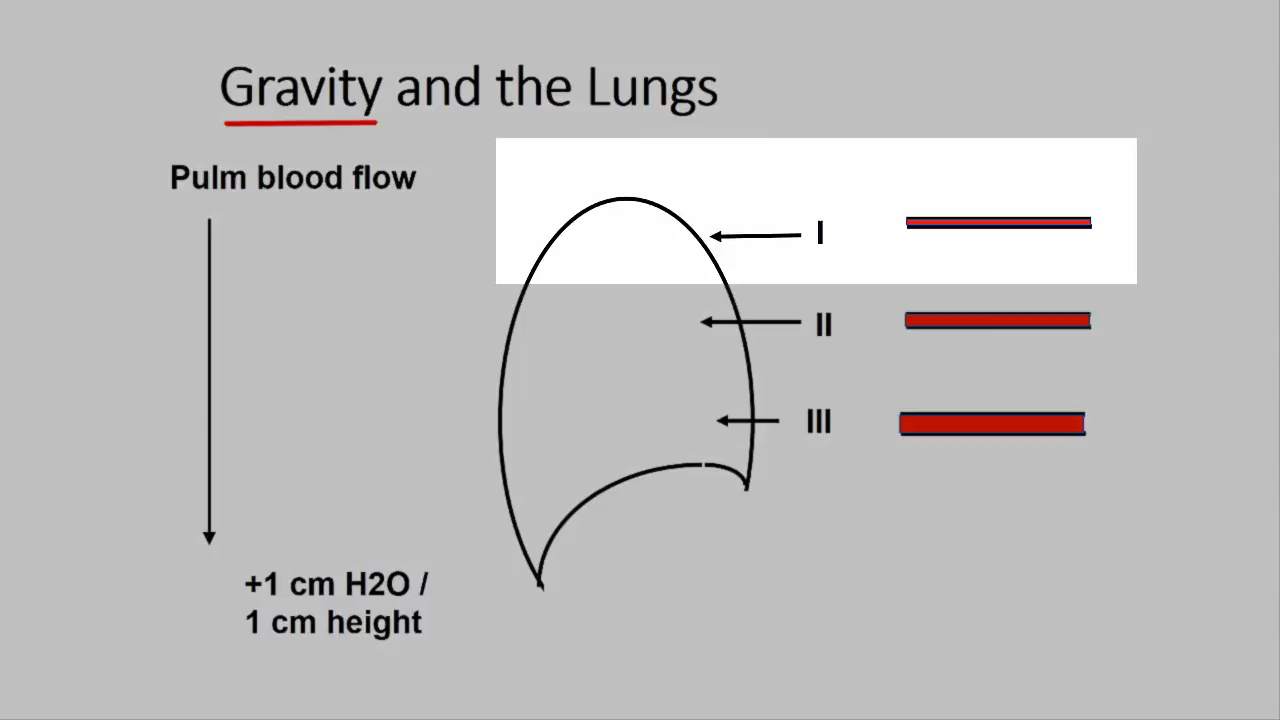 Gravity and the Lungs
Pulm blood flow
I
II
III
+1 cm H2O /
1 cm height